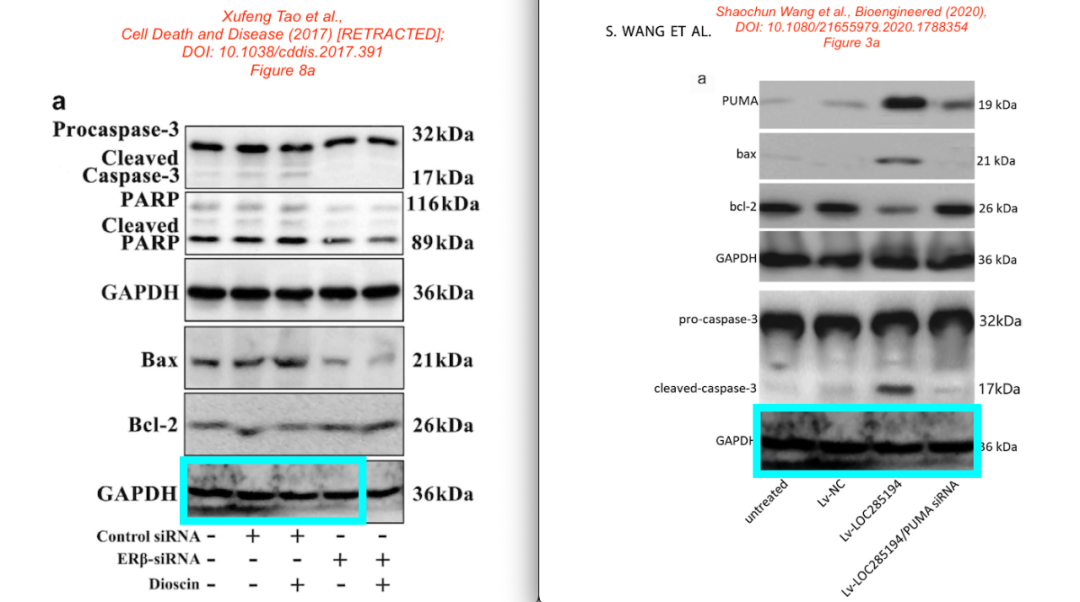 Xufeng Tao et al.,
Cell Death and Disease (2017) [RETRACTED];
DOI: 10.1038/cddis.2017.391
Figure 8a
a
Procaspase-3 32kDa
Cleaved
Caspase-3 17kDa
PARP 116kDa
Cleaved
PARP 89kDa
GAPDH 36kDa
Bax 21kDa
Bcl-2 26kDa
GAPDH 36kDa
Control siRNA - + + - -
ERβ-siRNA - - - + +
Dioscin - - + - +
Shaochun Wang et al., Bioengineered (2020),
S. WANG ET AL. DOI: 10.1080/21655979.2020.1788354
Figure 3a
a
PUMA 19 kDa
bax 21 kDa
bcl-2 26 kDa
GAPDH 36 kDa
pro-caspase-3 32kDa
cleaved-caspase-3 17kDa
GAPDH 36 kDa
untreated
Lv-NC
Lv-LOC285194
Lv-LOC285194/PUMA siRNA